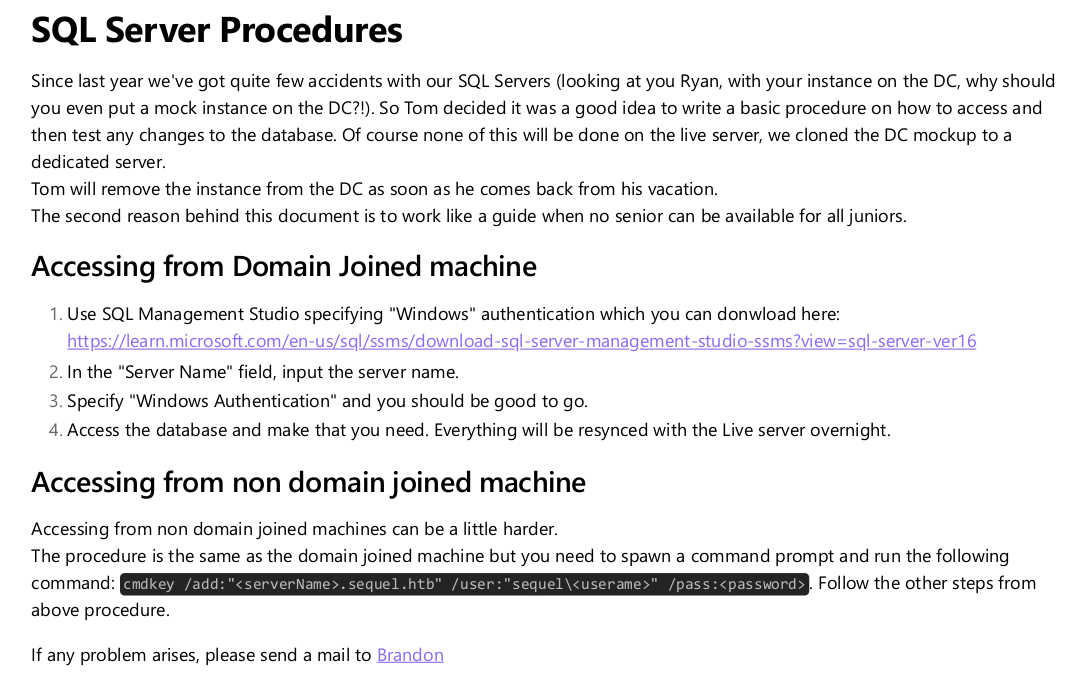 SQL Server Procedures
Since last year we've got quite few accidents with our SQL Servers (looking at you Ryan, with your instance on the DC, why should
you even put a mock instance on the DC?!). So Tom decided it was a good idea to write a basic procedure on how to access and
then test any changes to the database. Of course none of this will be done on the live server, we cloned the DC mockup to a
dedicated server.
Tom will remove the instance from the DC as soon as he comes back from his vacation.
The second reason behind this document is to work like a guide when no senior can be available for all juniors.
Accessing from Domain Joined machine
1. Use SQL Management Studio specifying "Windows" authentication which you can donwload here:
https://learn.microsoft.com/en-us/sql/ssms/download-sql-server-management-studio-ssms?view=sql-server-ver16
2. In the "Server Name" field, input the server name.
3. Specify "Windows Authentication" and you should be good to go.
4. Access the database and make that you need. Everything will be resynced with the Live server overnight.
Accessing from non domain joined machine
Accessing from non domain joined machines can be a little harder.
The procedure is the same as the domain joined machine but you need to spawn a command prompt and run the following
command: cmdkey /add:"<serverName>.sequel.htb" /user:"sequel\<userame>" /pass:<password>. Follow the other steps from
above procedure.
If any problem arises, please send a mail to Brandon